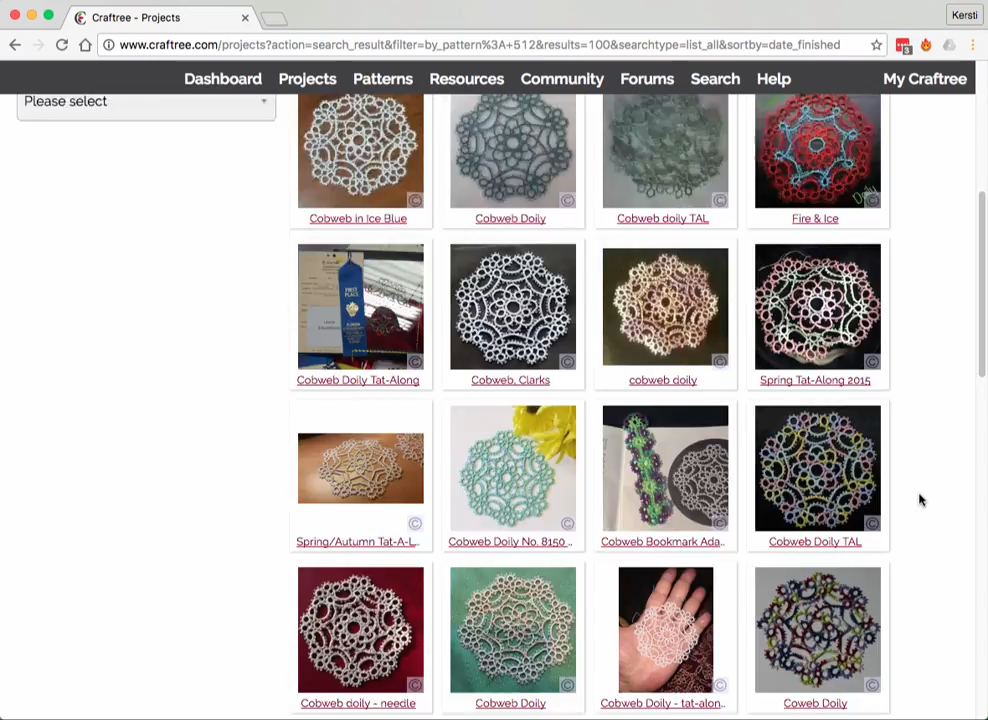 Craftree - Projects
Kersti
www.craftree.com/projects?action=search_result&filter=by_pattern%3A+512&results=100&searchtype=list_all&sortby=date_finished
3
Dashboard Projects Patterns Resources Community Forums Search Help My Craftree
Please select
Doily
Cobweb in Ice Blue
Cobweb Doily
Cobweb doily TAL
Fire & Ice
FIRST
PLACE
Cobweb Doily Tat-Along
Cobweb, Clarks
cobweb doily
Spring Tat-Along 2015
Spring/Autumn Tat-A-L..
Cobweb Doily No. 8150 ..
Cobweb Bookmark Ada..
Cobweb Doily TAL
Cobweb doily - needle
Cobweb Doily
Cobweb Doily - tat-alon..
Coweb Doily